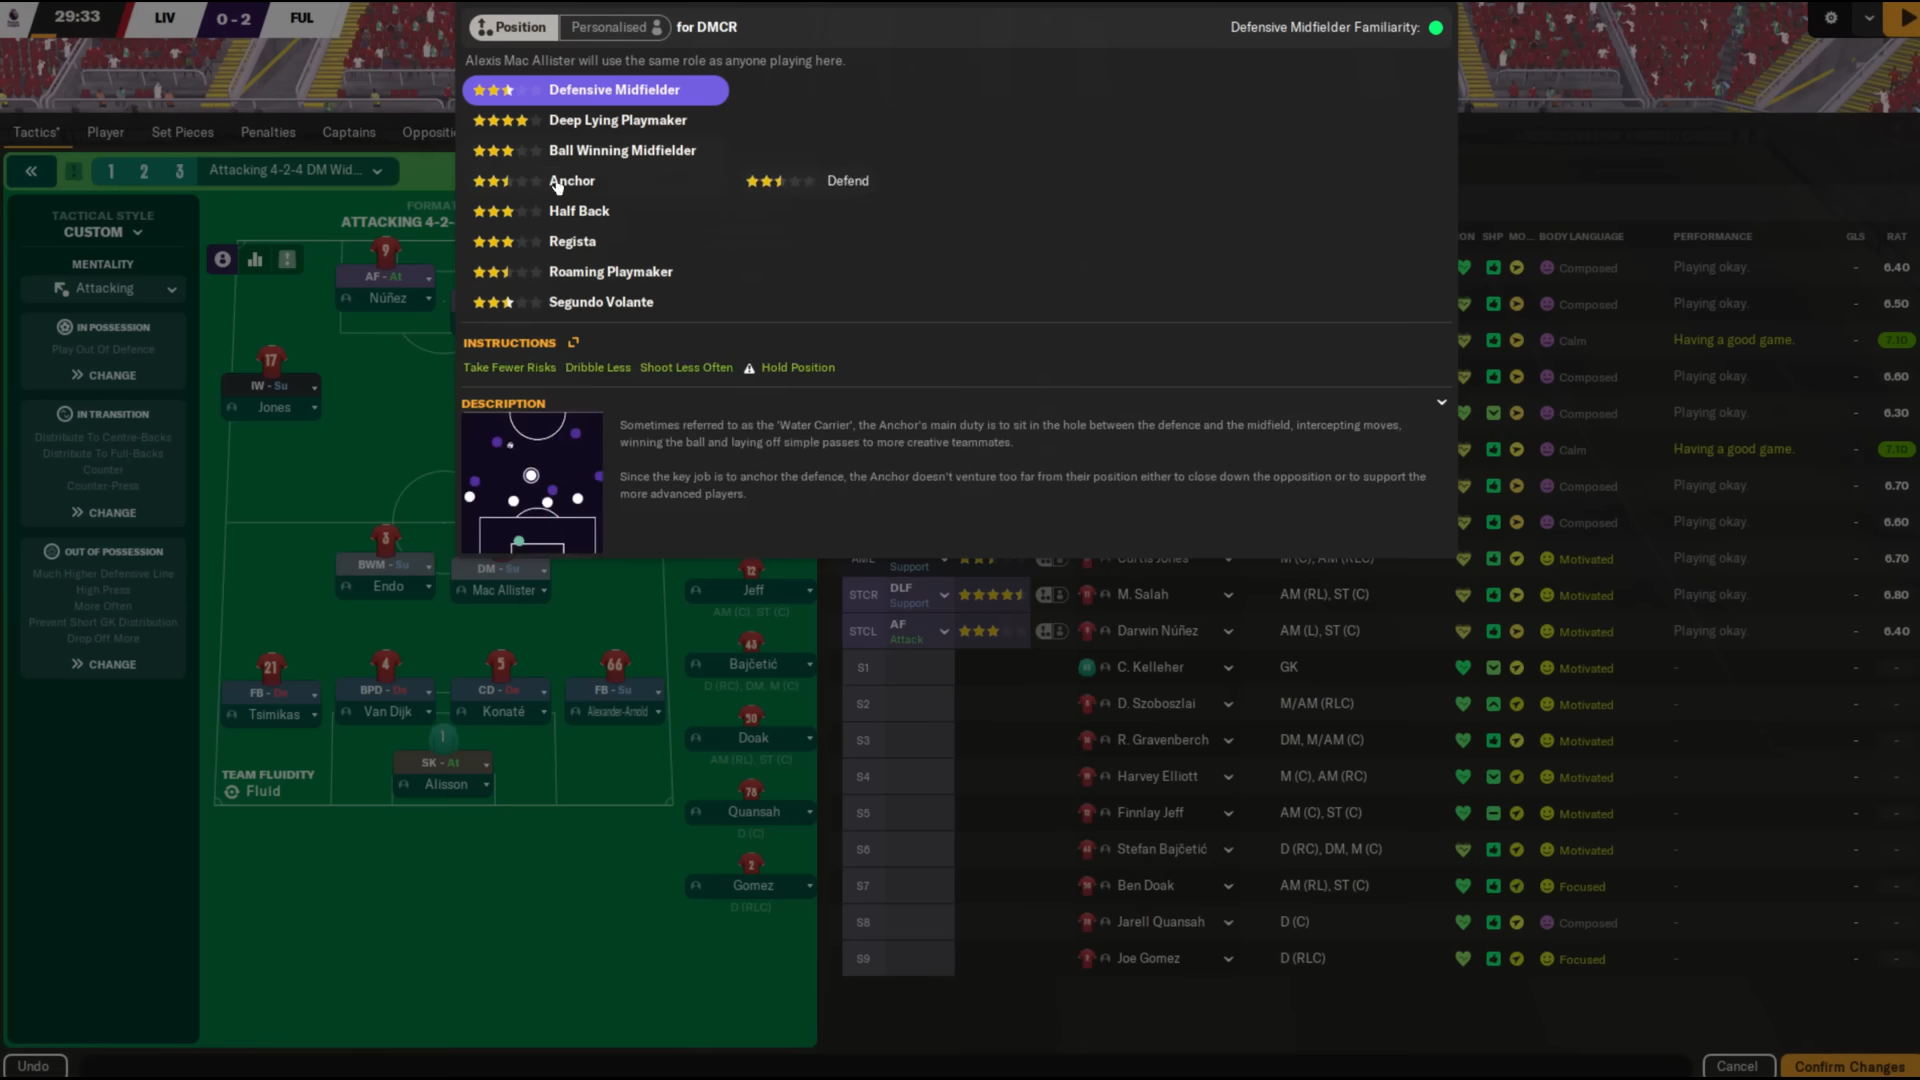 29:33 LIV 0 - 2 FUL
Position Personalised for DMCR
Defensive Midfielder Familiarity:
Alexis Mac Allister will use the same role as anyone playing here.
Defensive Midfielder
Deep Lying Playmaker
Ball Winning Midfielder
Anchor Defend
Half Back
Regista
Roaming Playmaker
Segundo Volante
INSTRUCTIONS
Take Fewer Risks Dribble Less Shoot Less Often Hold Position
DESCRIPTION
Sometimes referred to as the 'Water Carrier', the Anchor's main duty is to sit in the hole between the defence and the midfield, intercepting moves,
winning the ball and laying off simple passes to more creative teammates.
Since the key job is to anchor the defence, the Anchor doesn't venture too far from their position either to close down the opposition or to support the
more advanced players.
Tactics* Player Set Pieces Penalties Captains
1 2 3 Attacking 4-2-4 DM Wid...
TACTICAL STYLE
CUSTOM
MENTALITY
Attacking
IN POSSESSION
Play Out Of Defence
CHANGE
IN TRANSITION
Distribute To Centre-Backs
Distribute To Full-Backs
Counter
Counter-Press
CHANGE
OUT OF POSSESSION
Much Higher Defensive Line
High Press
More Often
Prevent Short GK Distribution
Drop Off More
CHANGE
ATTACKING 4-2-
9
AF - At
Núñez
17
IW - Su
Jones
3
BWM - Su
Endo
DM - Su
Mac Allister
21
FB - De
Tsimikas
4
BPD - De
Van Dijk
5
CD - De
Konaté
66
FB - Su
Alexander-Arnold
1
SK - At
Alisson
TEAM FLUIDITY
Fluid
12
Jeff
AM (C), ST (C)
43
Bajčetić
D (RC), DM, M (C)
50
Doak
AM (RL), ST (C)
78
Quansah
D (C)
2
Gomez
D (RLC)
SHP MO... BODY LANGUAGE PERFORMANCE GLS RAT
Composed Playing okay. - 6.40
Composed Playing okay. - 6.50
Calm Having a good game. - 7.10
Composed Playing okay. - 6.60
Composed Playing okay. - 6.30
Calm Having a good game. - 7.10
Composed Playing okay. - 6.70
Composed Playing okay. - 6.60
Support Curtis Jones Motivated Playing okay. - 6.70
STCR DLF Support M. Salah AM (RL), ST (C) Motivated Playing okay. - 6.80
STCL AF Attack Darwin Núñez AM (L), ST (C) Motivated Playing okay. - 6.40
S1 C. Kelleher GK Motivated - - -
S2 D. Szoboszlai M/AM (RLC) Motivated - - -
S3 R. Gravenberch DM, M/AM (C) Motivated - - -
S4 Harvey Elliott M (C), AM (RC) Motivated - - -
S5 Finnlay Jeff AM (C), ST (C) Motivated - - -
S6 Stefan Bajčetić D (RC), DM, M (C) Motivated - - -
S7 Ben Doak AM (RL), ST (C) Focused - - -
S8 Jarell Quansah D (C) Composed - - -
S9 Joe Gomez D (RLC) Focused - - -
Undo Cancel Confirm Changes